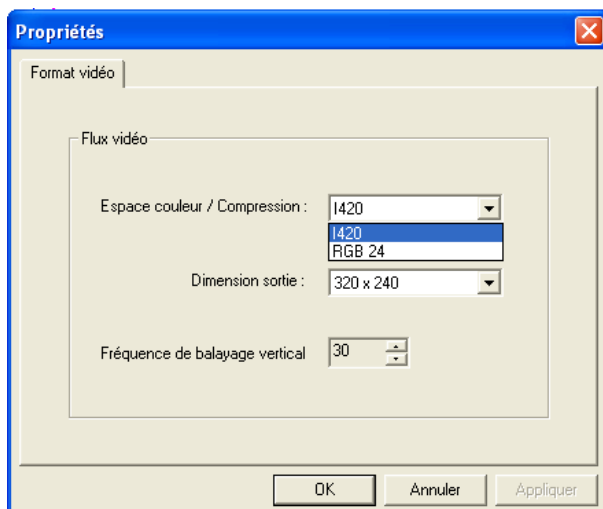 Propriétés
Format vidéo
Flux vidéo
Espace couleur / Compression : I420
I420
RGB 24
Dimension sortie : 320 x 240
Fréquence de balayage vertical 30
OK Annuler Appliquer